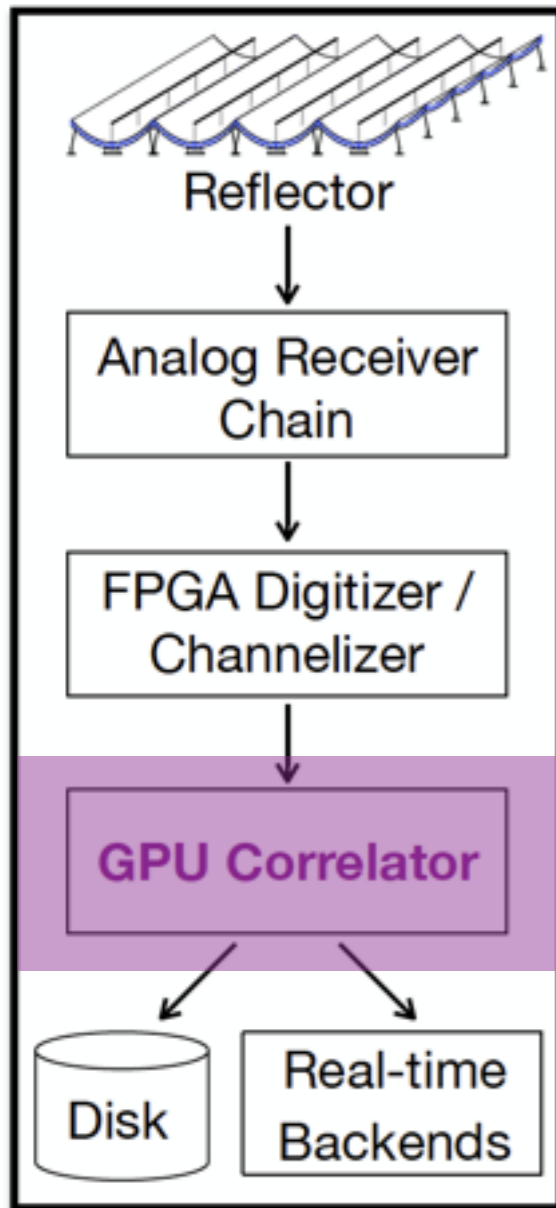 Reflector
Analog Receiver
Chain
FPGA Digitizer /
Channelizer
GPU Correlator
Disk
Real-time
Backends